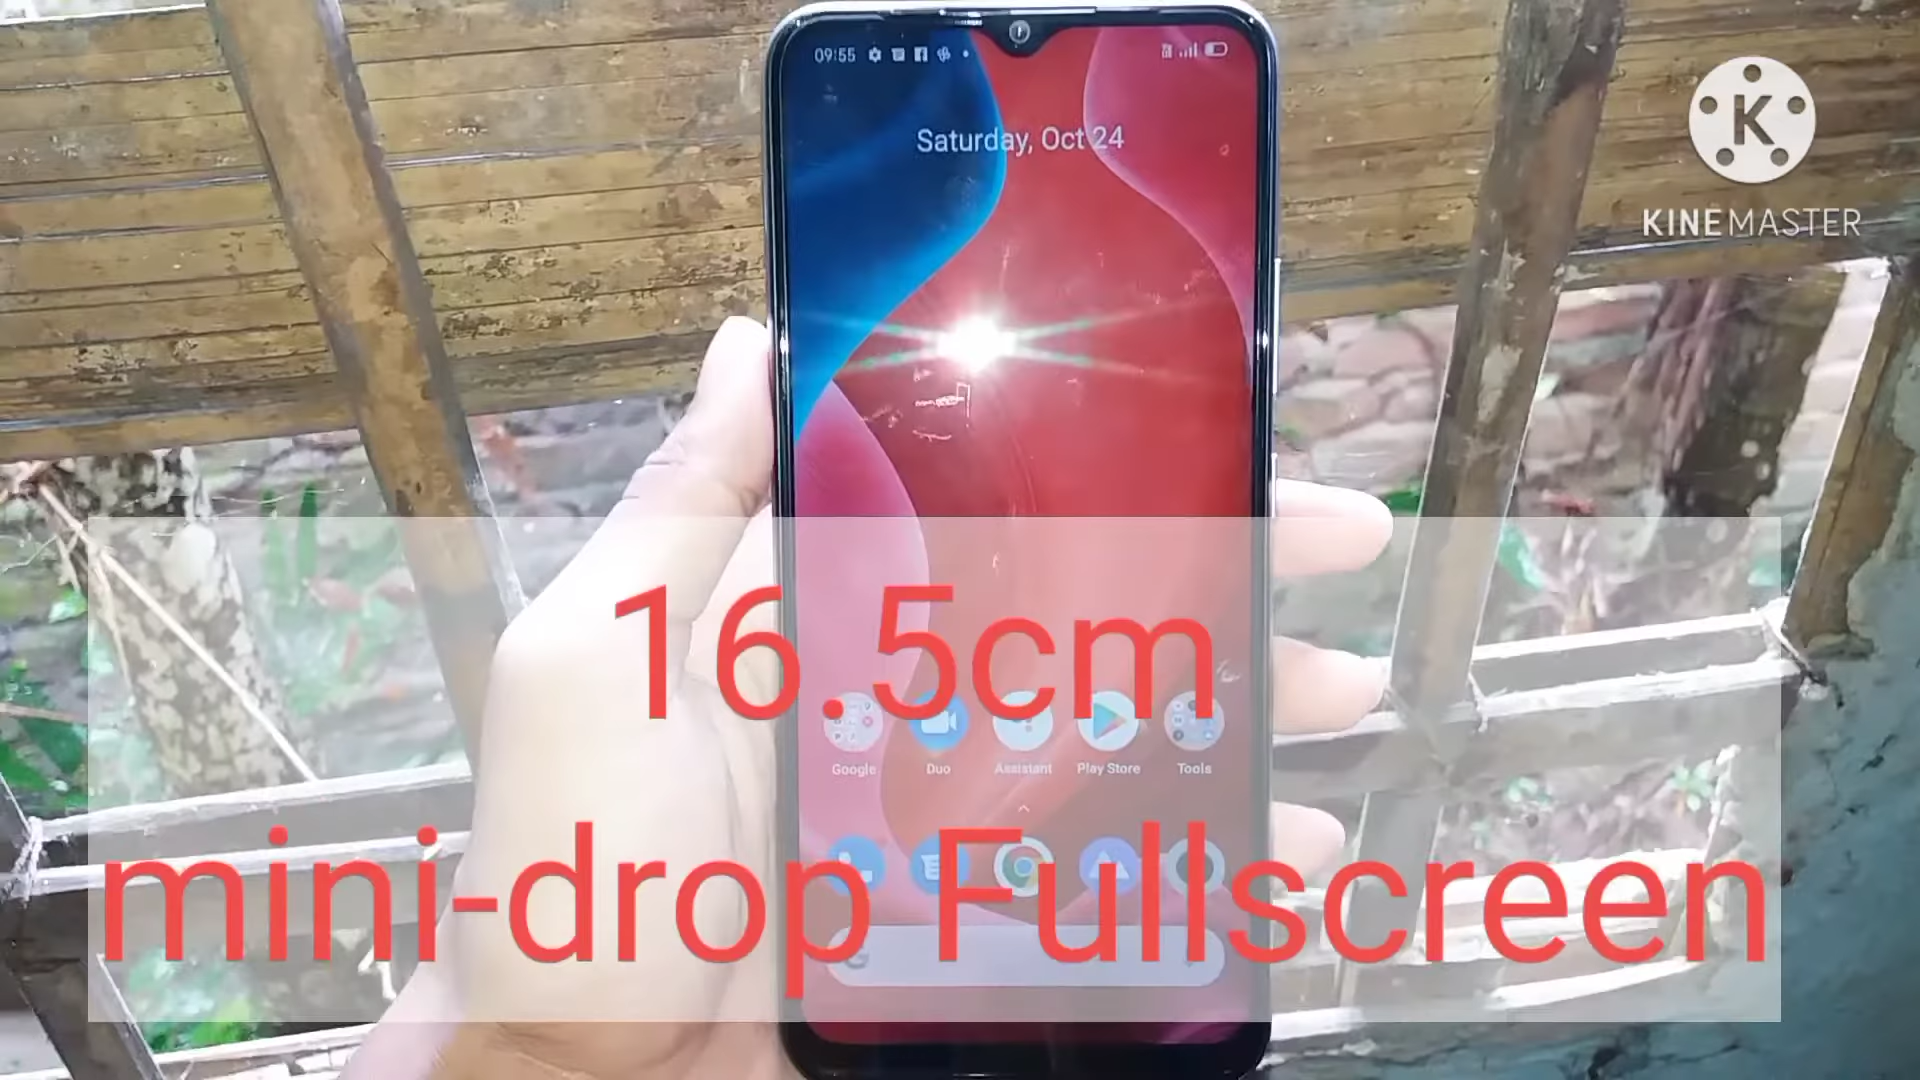 09:55
Saturday, Oct 24
K
KINEMASTER
16.5cm
Google Duo Assistant Play Store Tools
mini-drop Fullscreen